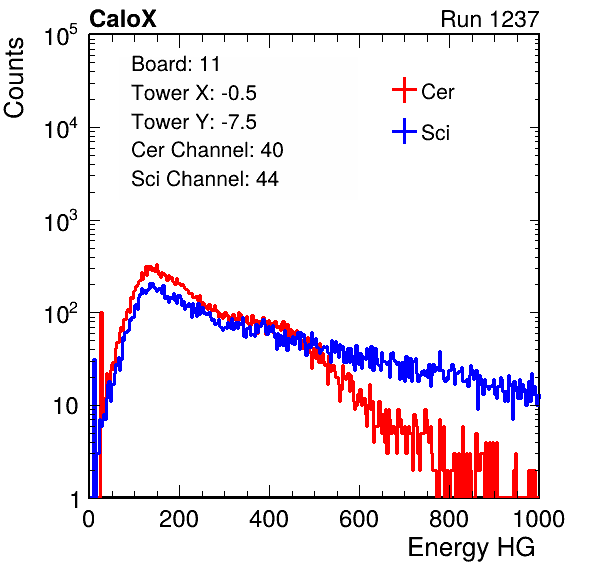 CaloX Run 1237
Counts
Board: 11
Tower X: -0.5
Tower Y: -7.5
Cer Channel: 40
Sci Channel: 44
Cer
Sci
10^5
10^4
10^3
10^2
10
1
0 200 400 600 800 1000
Energy HG